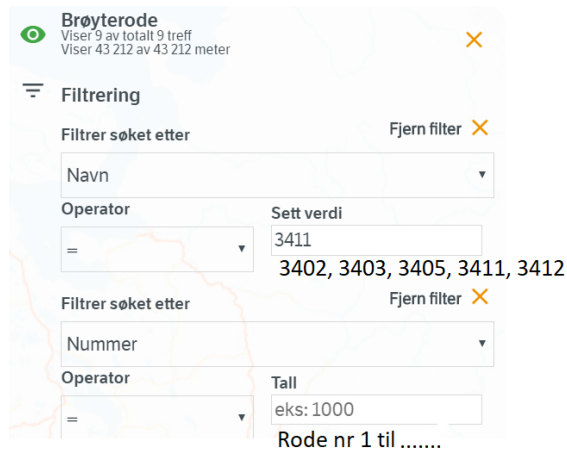 Brøyterode
Viser 9 av totalt 9 treff
Viser 43 212 av 43 212 meter
Filtrering
Filtrer søket etter
Fjern filter
Navn
Operator
Sett verdi
=
3411
3402, 3403, 3405, 3411, 3412
Filtrer søket etter
Fjern filter
Nummer
Operator
Tall
=
eks: 1000
Rode nr 1 til .......